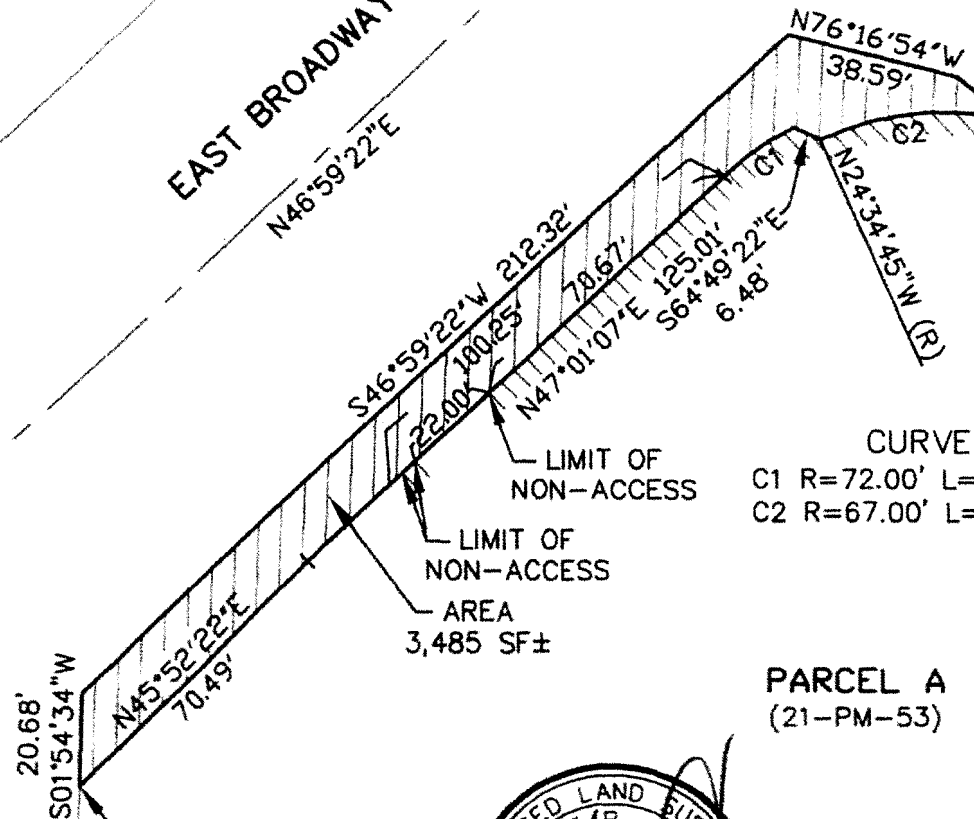 EAST BROADWAY
N46°59'22"E
N76°16'54"W
38.59'
C1
C2
N24°34'45"W (R)
S46°59'22"W 212.32'
100.25'
70.67'
22.00'
N47°01'07"E 125.01'
S64°49'22"E
6.48'
LIMIT OF
NON-ACCESS
LIMIT OF
NON-ACCESS
AREA
3,485 SF±
CURVE
C1 R=72.00' L=
C2 R=67.00' L=
N45°52'22"E
70.49'
20.68'
S01°54'34"W
PARCEL A
(21-PM-53)
LAND